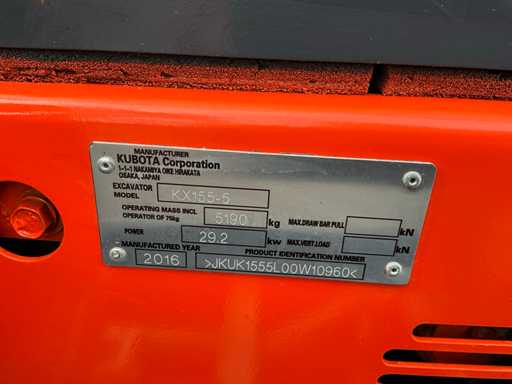 MANUFACTURER
KUBOTA Corporation
1-1-1 NAKAMIYA OIKE HIRAKATA
OSAKA, JAPAN
EXCAVATOR MODEL KX155-5
OPERATING MASS INCL OPERATOR OF 75kg 5190 kg MAX.DRAW BAR PULL kN
POWER 29.2 kw MAX.VERT.LOAD kN
MANUFACTURED YEAR PRODUCT IDENTIFICATION NUMBER
2016 >JKUK1555L00W10960<